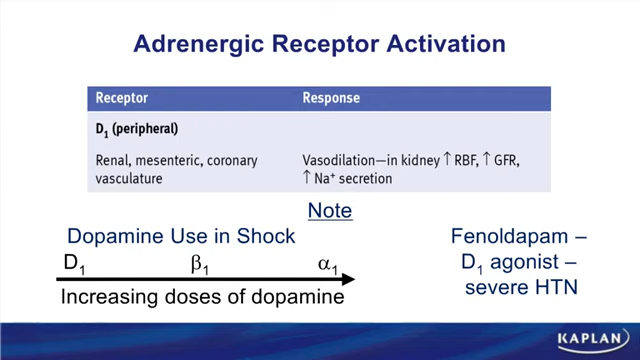 Adrenergic Receptor Activation
Receptor Response
D₁ (peripheral)
Renal, mesenteric, coronary
vasculature
Vasodilation—in kidney ↑ RBF, ↑ GFR,
↑ Na⁺ secretion
Note
Dopamine Use in Shock
D₁ β₁ α₁
Increasing doses of dopamine
Fenoldapam –
D₁ agonist –
severe HTN
KAPLAN